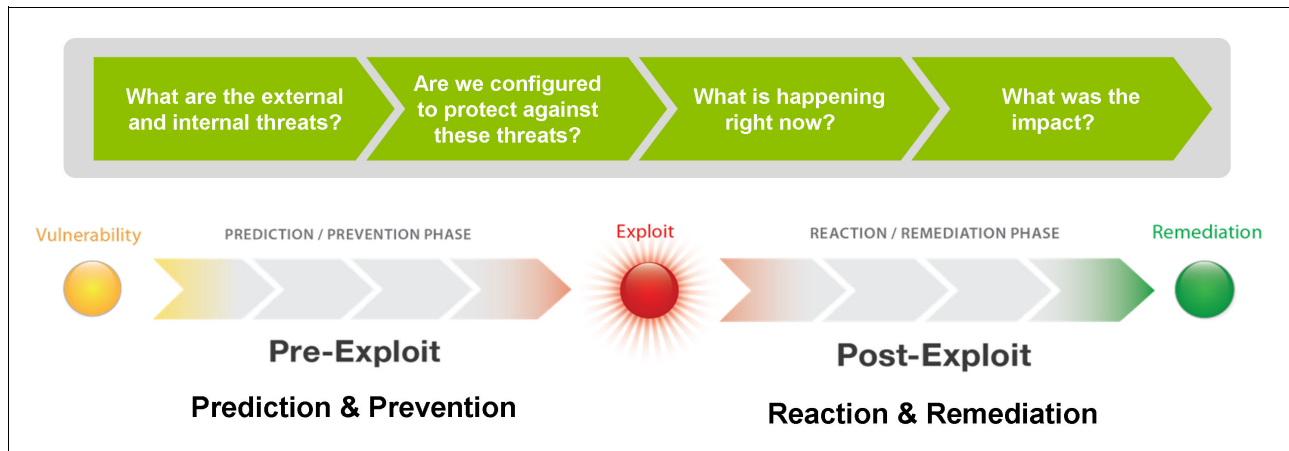 What are the external
and internal threats?
Are we configured
to protect against
these threats?
What is happening
right now?
What was the
impact?
Vulnerability
PREDICTION / PREVENTION PHASE
Exploit
REACTION / REMEDIATION PHASE
Remediation
Pre-Exploit
Post-Exploit
Prediction & Prevention
Reaction & Remediation